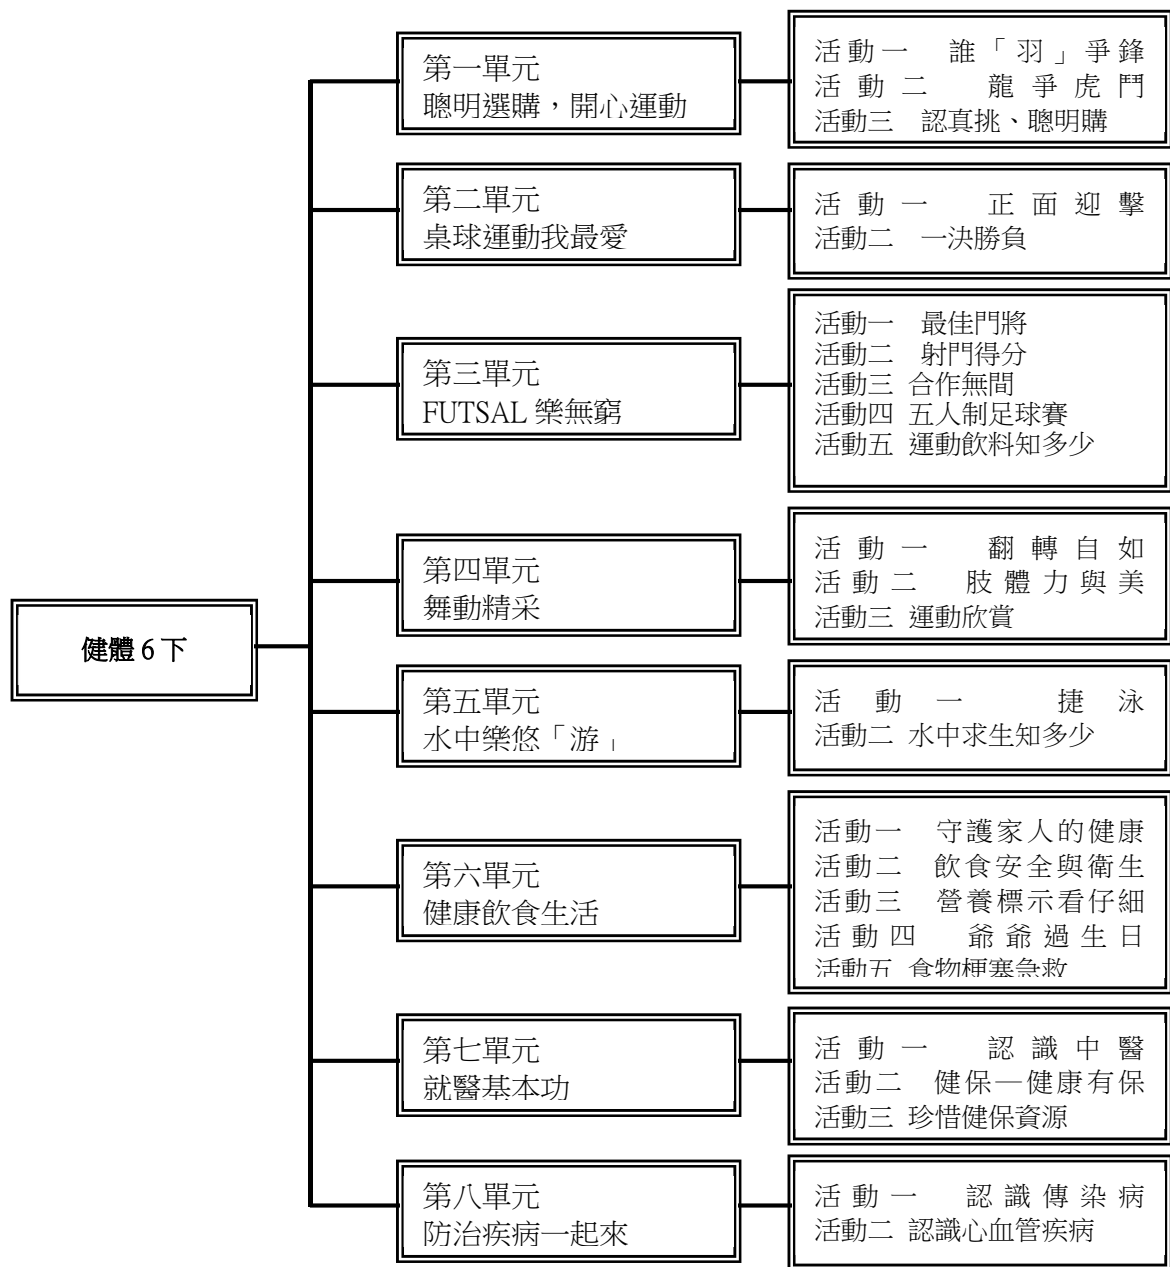 健體 6 下
第一單元
聰明選購，開心運動
活動一 誰「羽」爭鋒
活動二 龍爭虎鬥
活動三 認真挑、聰明購
第二單元
桌球運動我最愛
活動一 正面迎擊
活動二 一決勝負
第三單元
FUTSAL 樂無窮
活動一 最佳門將
活動二 射門得分
活動三 合作無間
活動四 五人制足球賽
活動五 運動飲料知多少
第四單元
舞動精采
活動一 翻轉自如
活動二 肢體力與美
活動三 運動欣賞
第五單元
水中樂悠「游」
活動一 捷泳
活動二 水中求生知多少
第六單元
健康飲食生活
活動一 守護家人的健康
活動二 飲食安全與衛生
活動三 營養標示看仔細
活動四 爺爺過生日
活動五 食物梗塞急救
第七單元
就醫基本功
活動一 認識中醫
活動二 健保—健康有保
活動三 珍惜健保資源
第八單元
防治疾病一起來
活動一 認識傳染病
活動二 認識心血管疾病